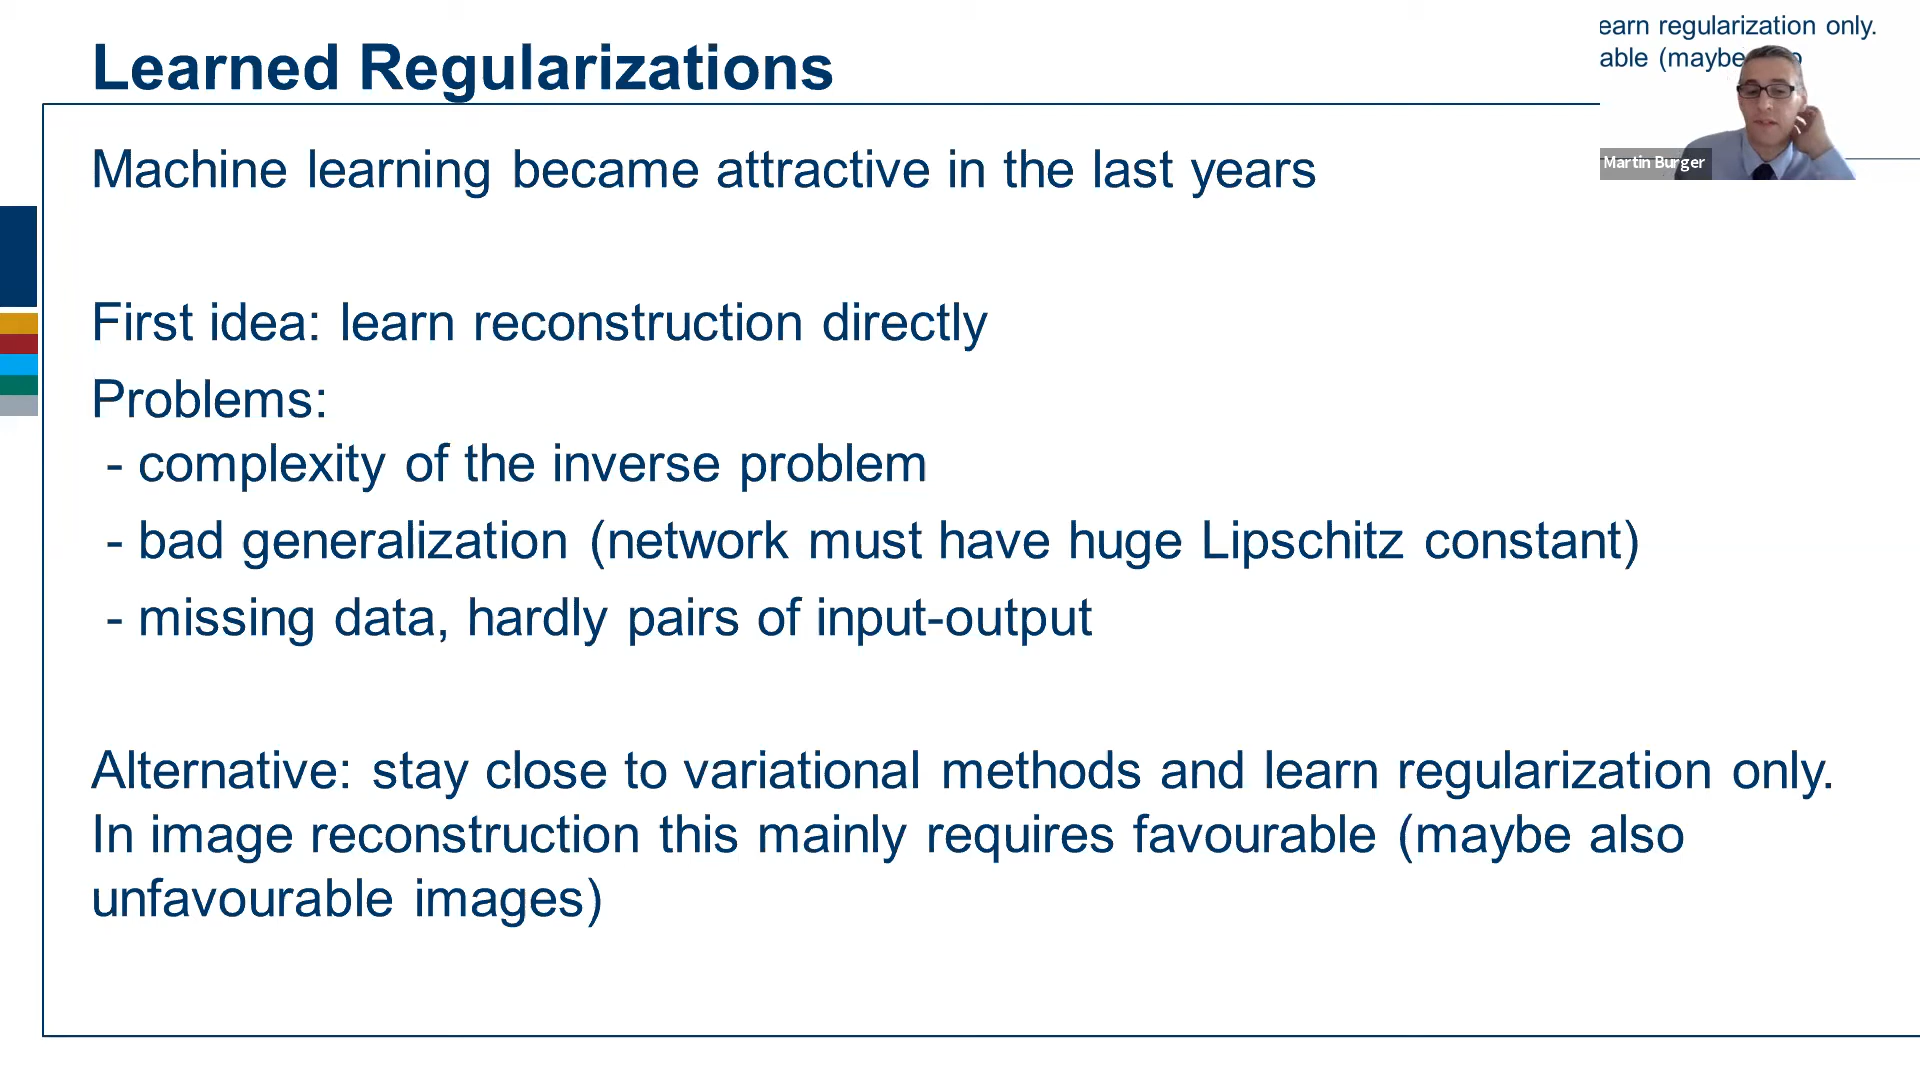 Learned Regularizations
earn regularization only.
able (maybe
Martin Burger
Machine learning became attractive in the last years
First idea: learn reconstruction directly
Problems:
- complexity of the inverse problem
- bad generalization (network must have huge Lipschitz constant)
- missing data, hardly pairs of input-output
Alternative: stay close to variational methods and learn regularization only.
In image reconstruction this mainly requires favourable (maybe also
unfavourable images)